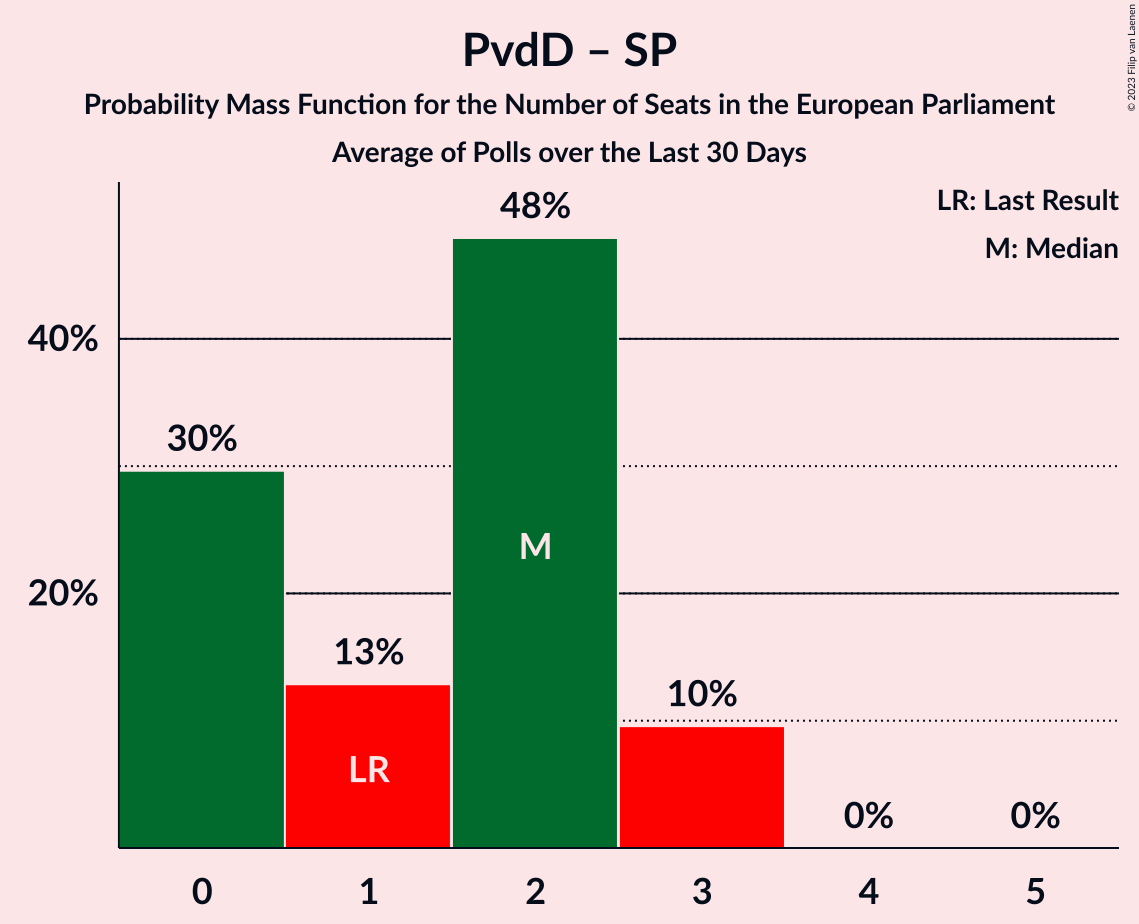 PvdD – SP
Probability Mass Function for the Number of Seats in the European Parliament
Average of Polls over the Last 30 Days
© 2023 Filip van Laenen
LR: Last Result
M: Median
48%
40%
30%
M
20%
13%
10%
LR
0%
0%
0
1
2
3
4
5